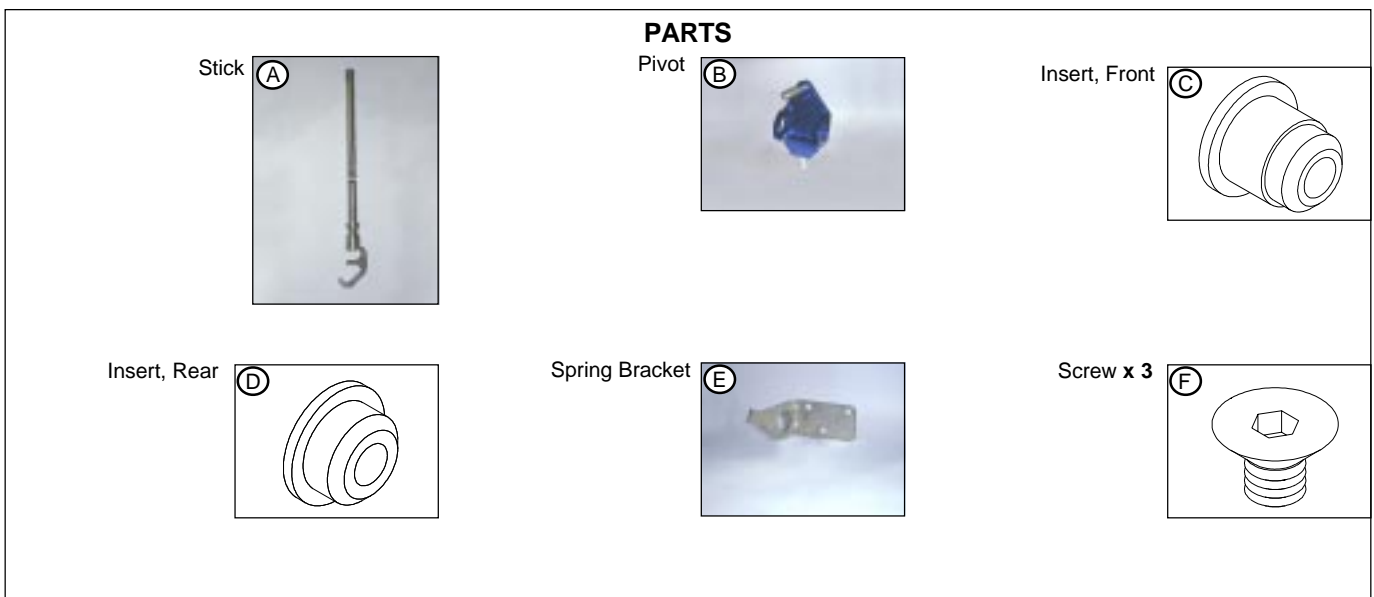 PARTS
Stick
A
Pivot
B
Insert, Front
C
Insert, Rear
D
Spring Bracket
E
Screw x 3
F